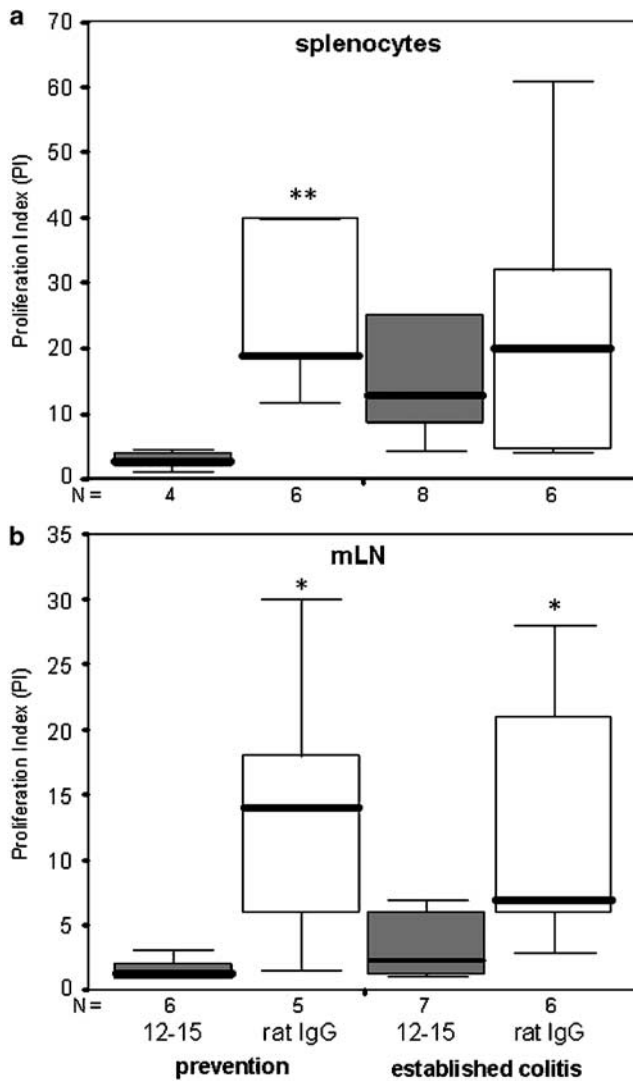 a
splenocytes
Proliferation Index (PI)
70
60
50
40
30
20
10
0
**
N = 4 6 8 6
b
mLN
Proliferation Index (PI)
35
30
25
20
15
10
5
0
* *
N = 6 5 7 6
12-15 rat IgG 12-15 rat IgG
prevention established colitis